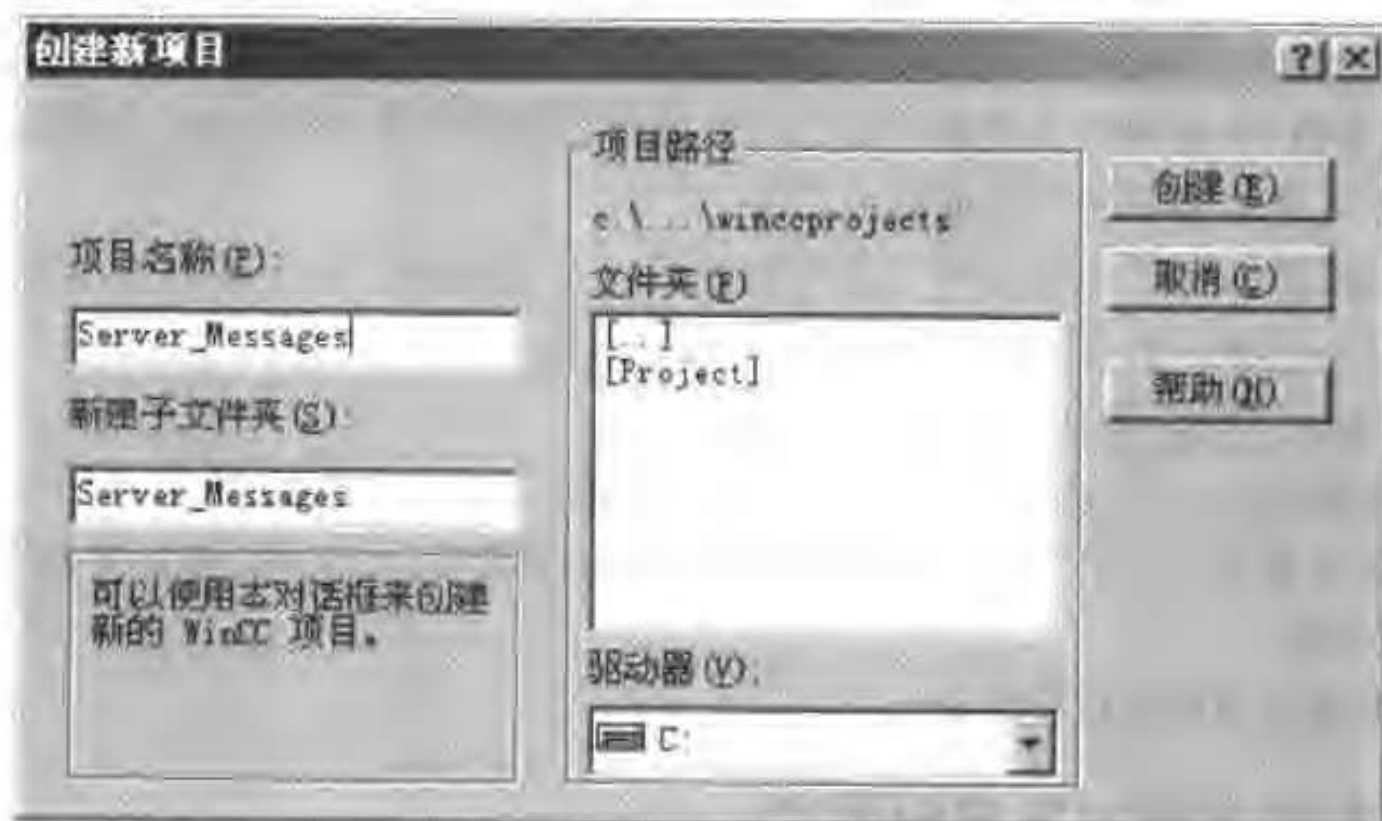 创建新项目
项目名称(P):
Server_Messages
新建子文件夹(S):
Server_Messages
可以使用本对话框来创建
新的 WinCC 项目。
项目路径
c:\...\winccprojects
文件夹(F)
[..]
[Project]
驱动器(V):
C:
创建(E)
取消(C)
帮助(H)